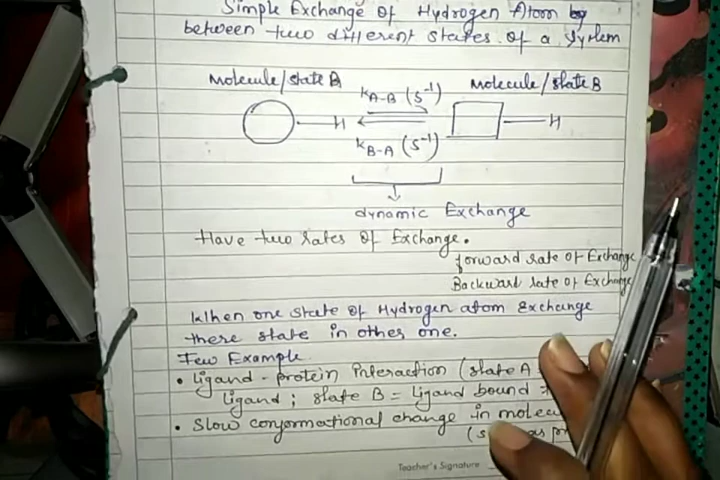 Simple Exchange of Hydrogen Atom by
between two different states of a System
Molecule/state A
Molecule/state B
kA-B (s⁻¹)
H
H
kB-A (s⁻¹)
dynamic Exchange
Have two rates of Exchange.
forward rate of Exchange
Backward rate of Exchange
When one state of Hydrogen atom Exchange
there state in other one.
Few Example
• Ligand - protein interaction (state A
Ligand ; state B = Ligand bound
• Slow conformational change in molecu
Teacher's Signature